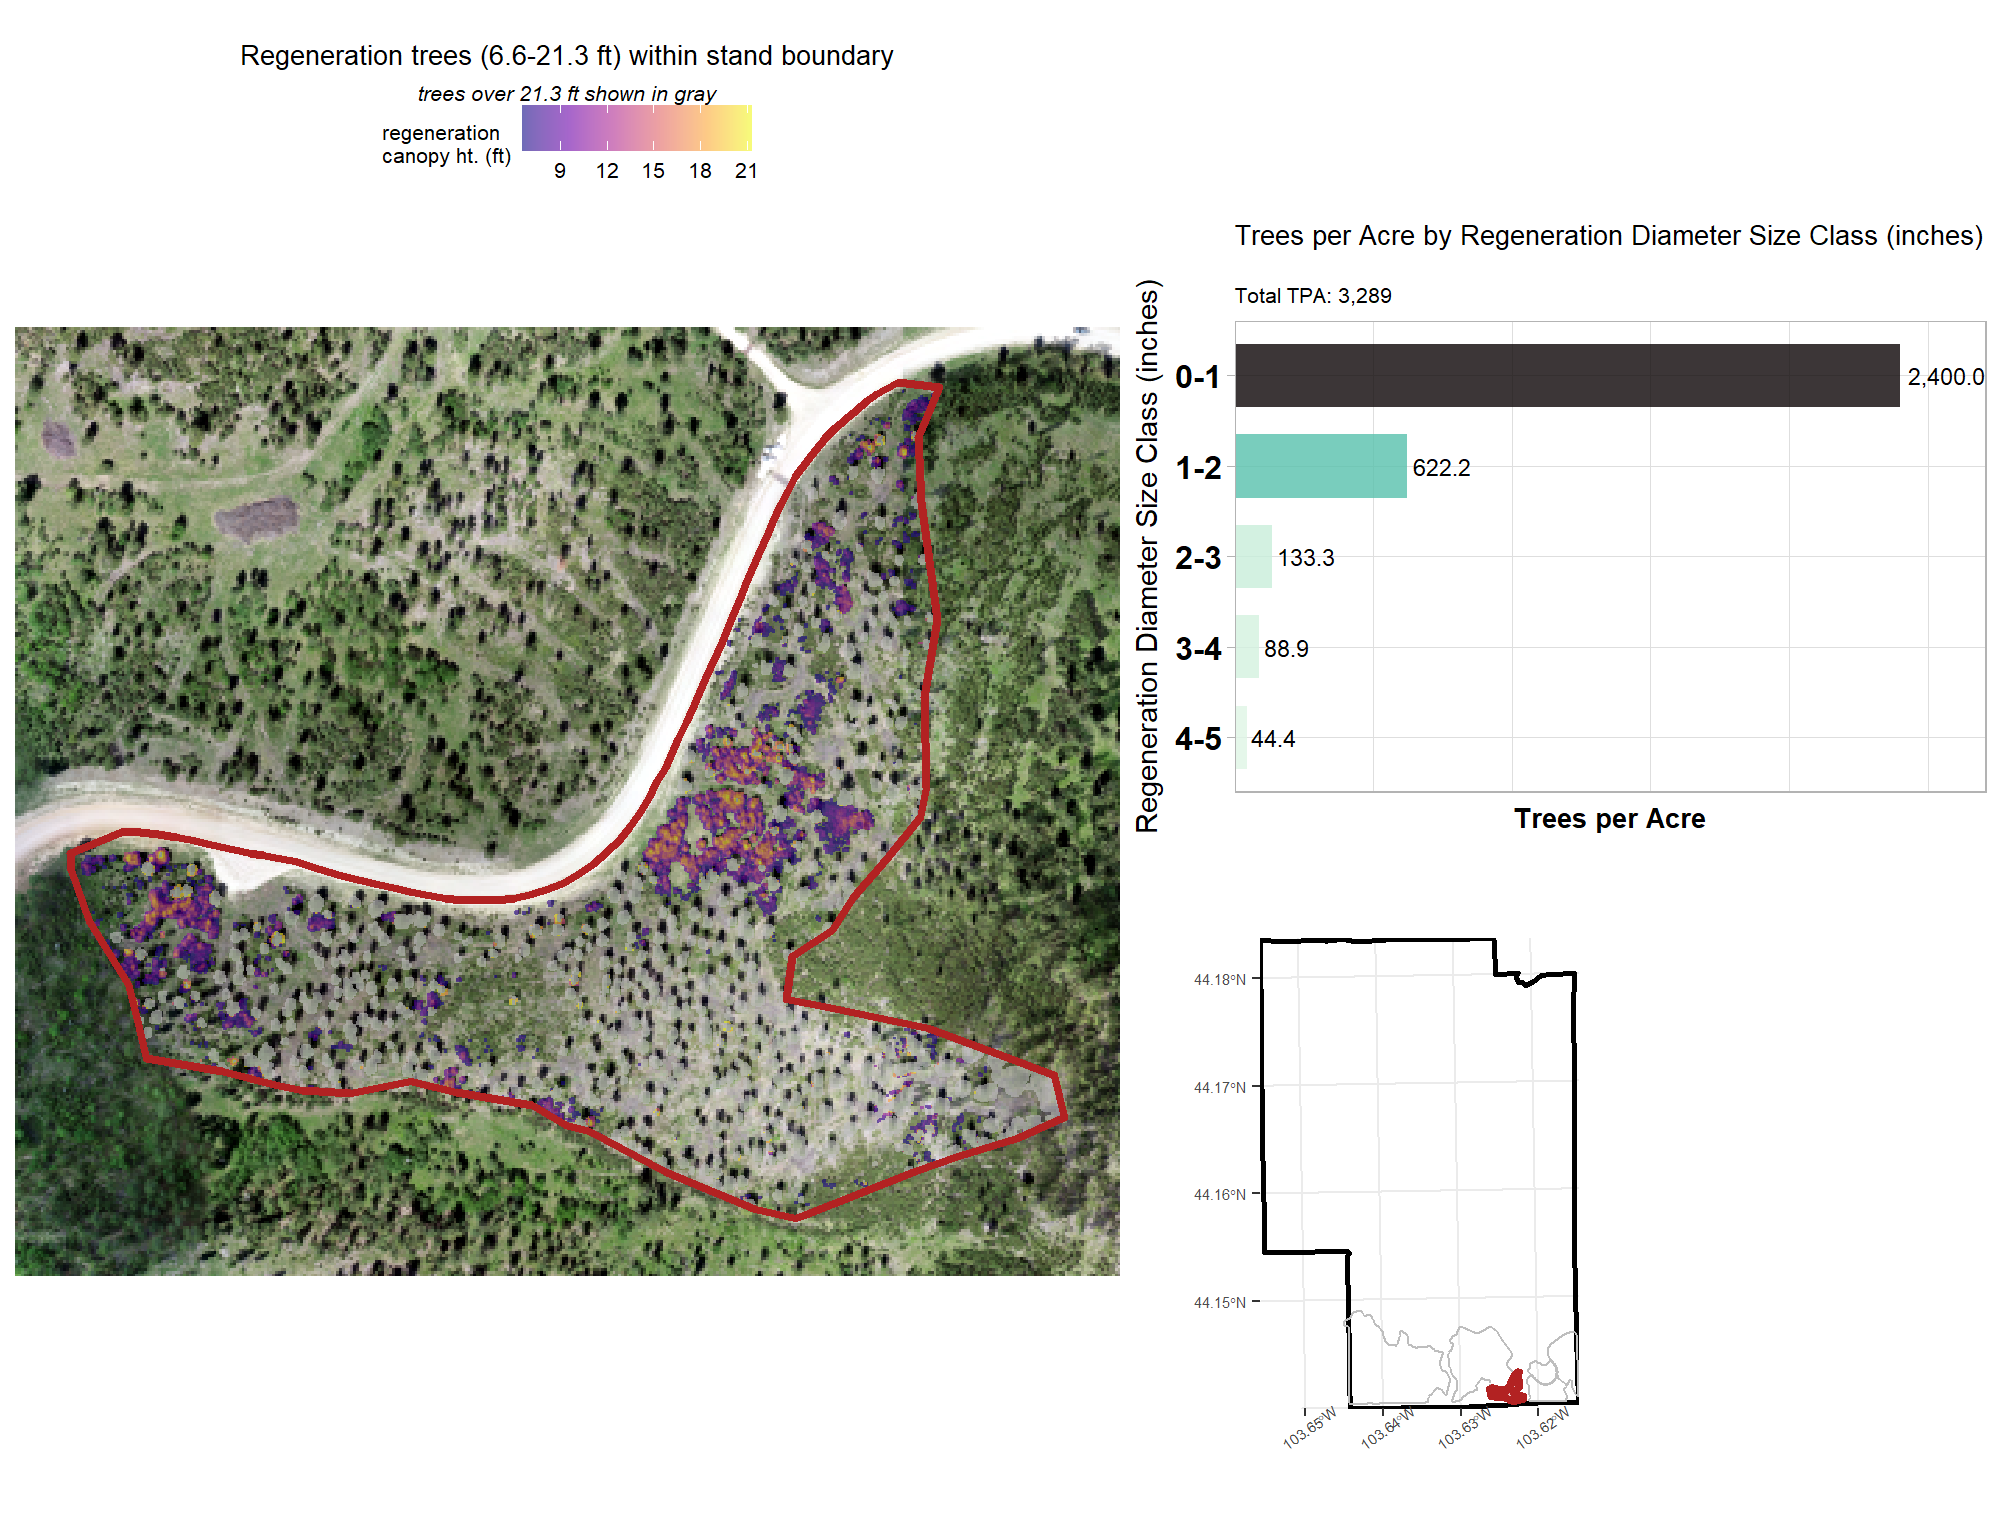 Regeneration trees (6.6-21.3 ft) within stand boundary
trees over 21.3 ft shown in gray
regeneration
canopy ht. (ft)
9 12 15 18 21
Trees per Acre by Regeneration Diameter Size Class (inches)
Total TPA: 3,289
Regeneration Diameter Size Class (inches)
0-1 2,400.0
1-2 622.2
2-3 133.3
3-4 88.9
4-5 44.4
Trees per Acre
44.18°N
44.17°N
44.16°N
44.15°N
103.65°W 103.64°W 103.63°W 103.62°W